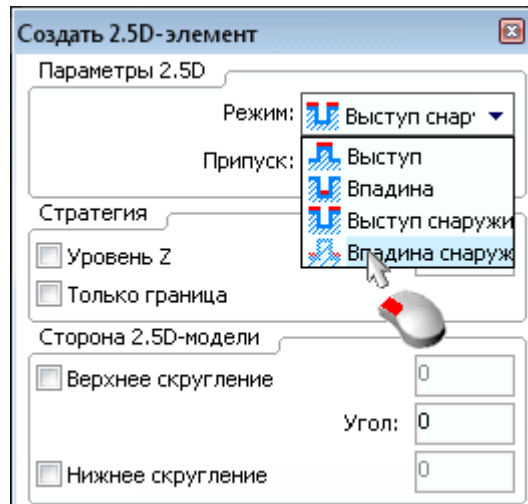 Создать 2.5D-элемент
Параметры 2.5D
Режим: Выступ снар
Припуск:
Выступ
Впадина
Выступ снаружи
Впадина снаруж
Стратегия
Уровень Z
Только граница
Сторона 2.5D-модели
Верхнее скругление 0
Угол: 0
Нижнее скругление 0